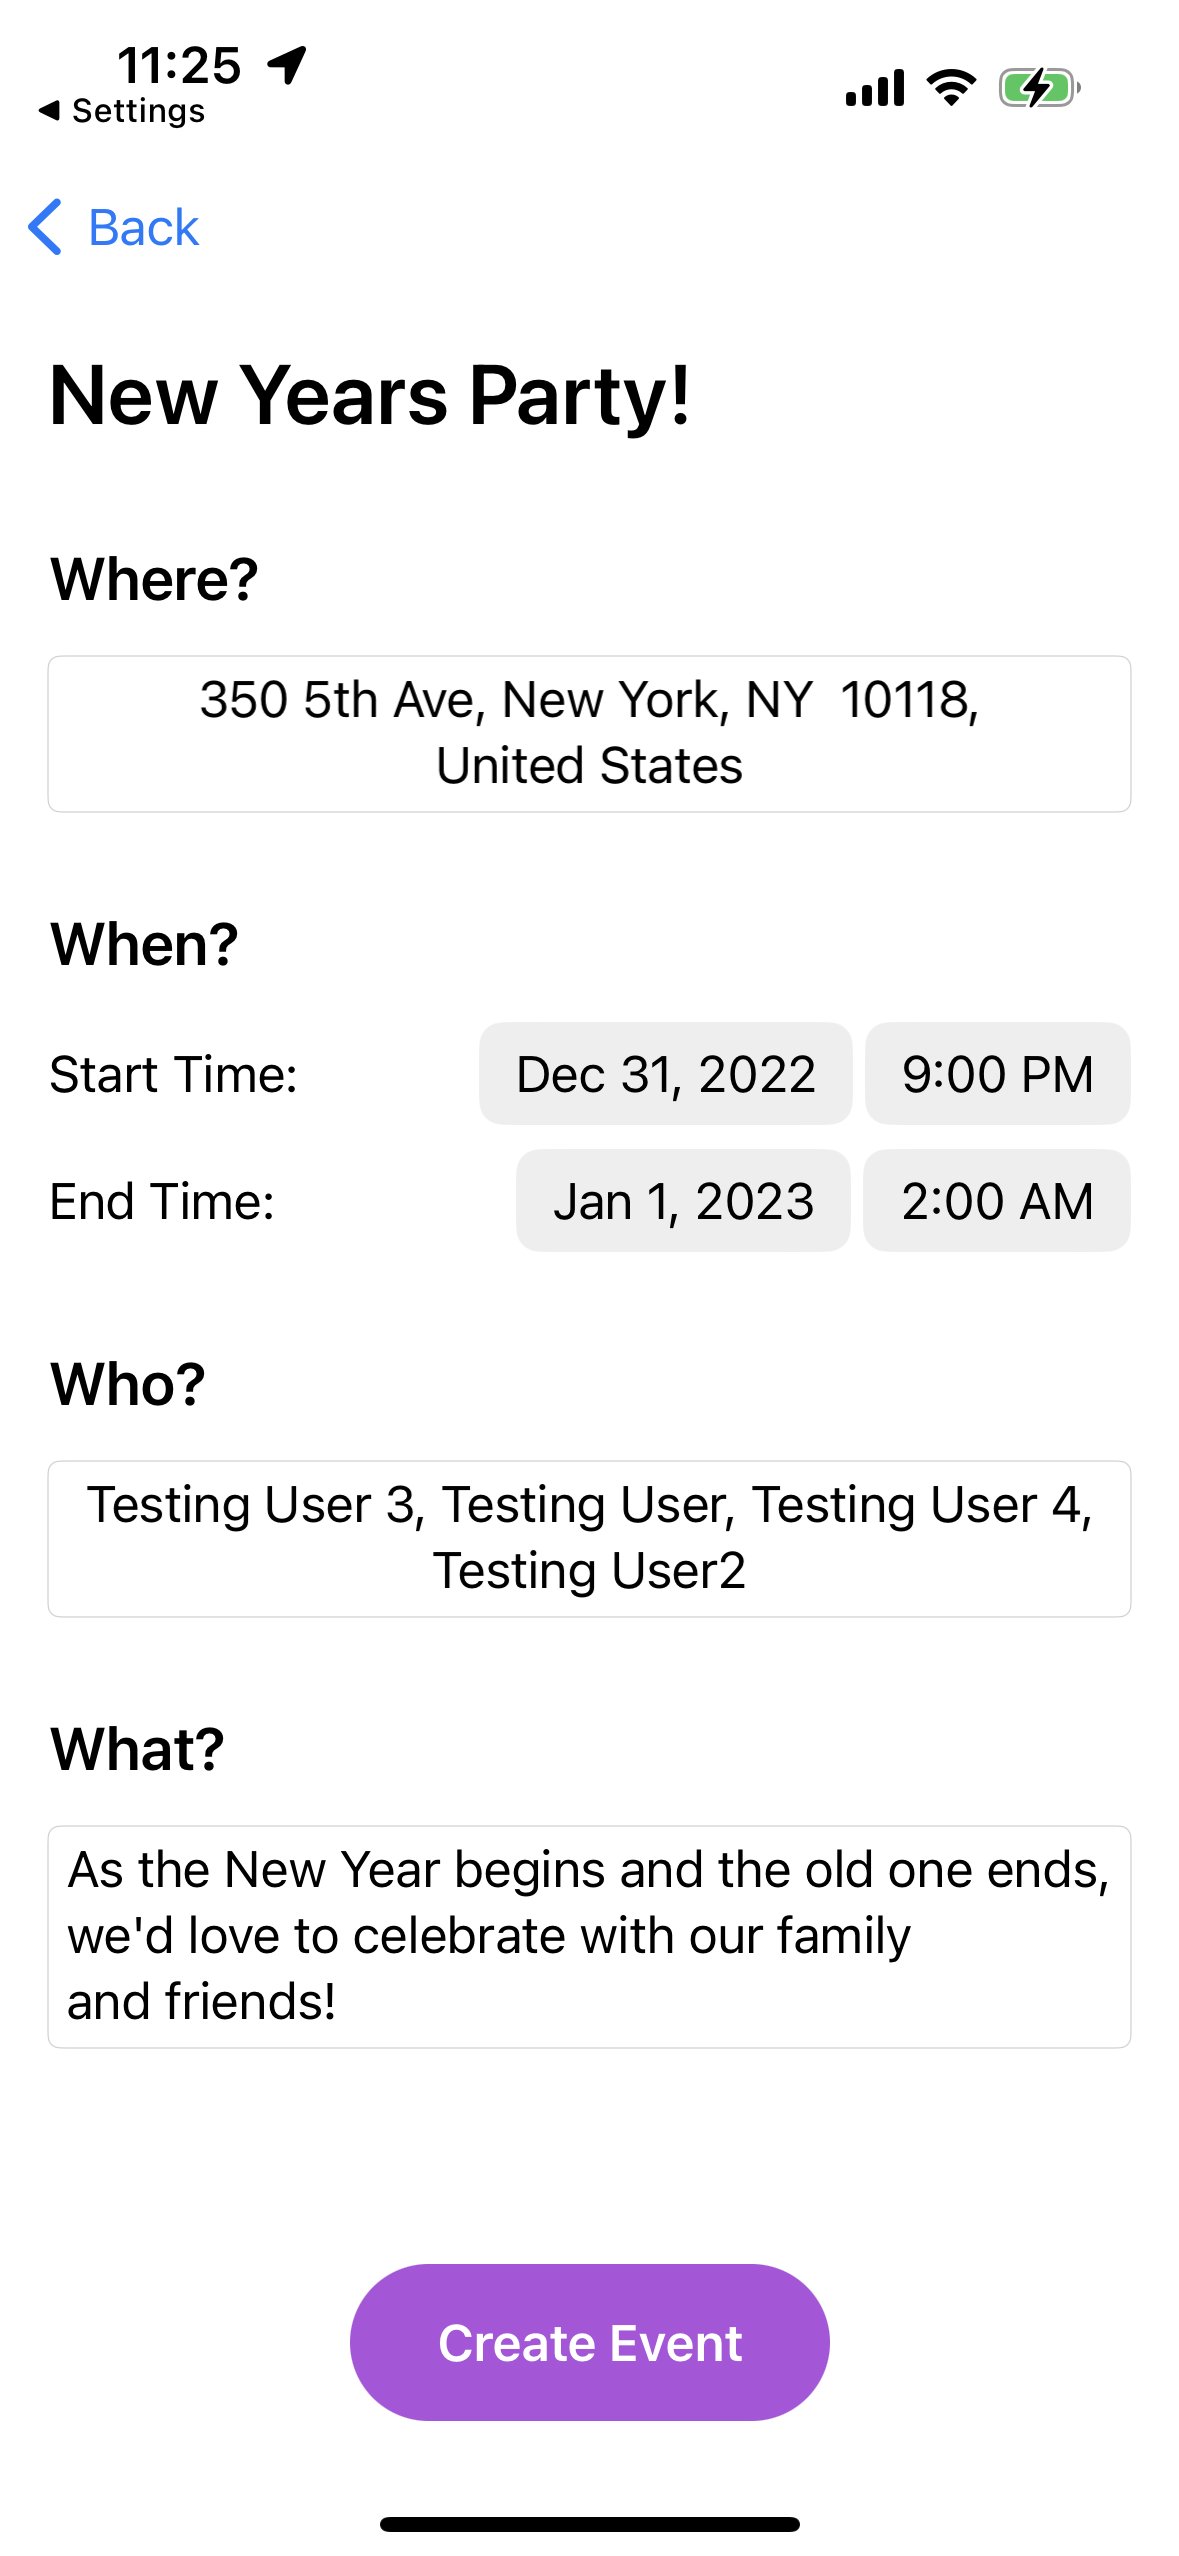 11:25
Settings
Back
New Years Party!
Where?
350 5th Ave, New York, NY  10118,
United States
When?
Start Time: Dec 31, 2022 9:00 PM
End Time: Jan 1, 2023 2:00 AM
Who?
Testing User 3, Testing User, Testing User 4,
Testing User2
What?
As the New Year begins and the old one ends,
we'd love to celebrate with our family
and friends!
Create Event